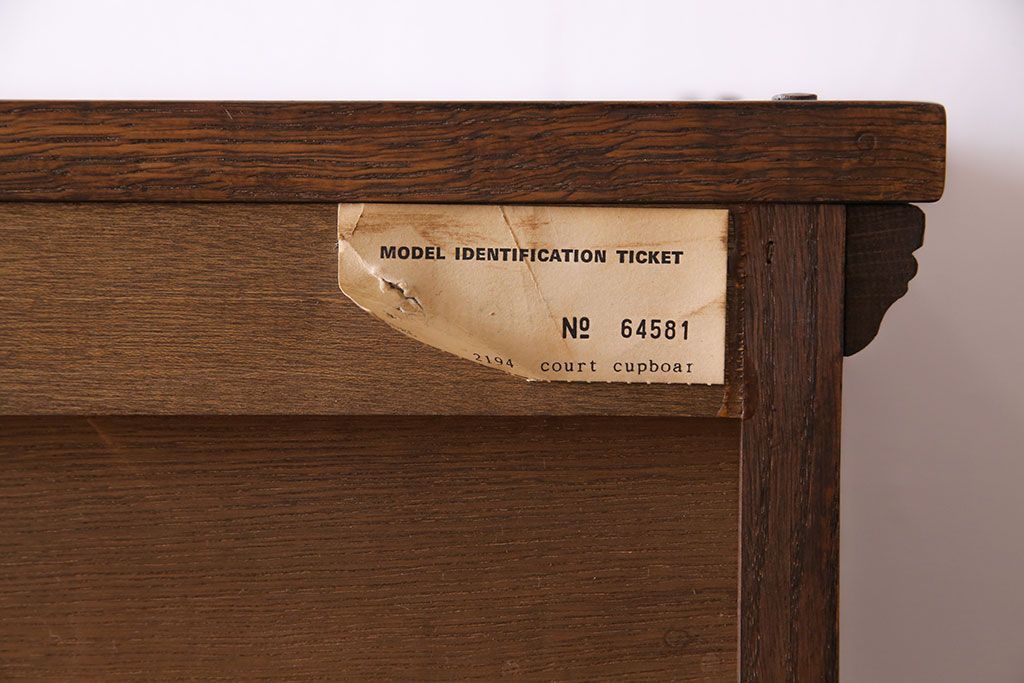 MODEL IDENTIFICATION TICKET
Nº 64581
2194 court cupboar